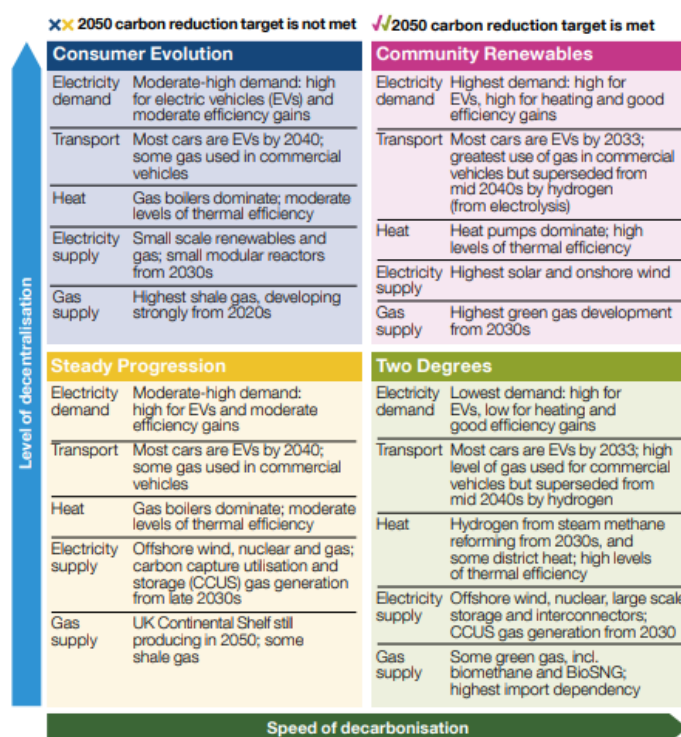 2050 carbon reduction target is not met
2050 carbon reduction target is met
Consumer Evolution
Electricity demand Moderate-high demand: high
for electric vehicles (EVs) and
moderate efficiency gains
Transport Most cars are EVs by 2040;
some gas used in commercial
vehicles
Heat Gas boilers dominate; moderate
levels of thermal efficiency
Electricity supply Small scale renewables and
gas; small modular reactors
from 2030s
Gas supply Highest shale gas, developing
strongly from 2020s
Community Renewables
Electricity demand Highest demand: high for
EVs, high for heating and good
efficiency gains
Transport Most cars are EVs by 2033;
greatest use of gas in commercial
vehicles but superseded from
mid 2040s by hydrogen
(from electrolysis)
Heat Heat pumps dominate; high
levels of thermal efficiency
Electricity supply Highest solar and onshore wind
Gas supply Highest green gas development
from 2030s
Steady Progression
Electricity demand Moderate-high demand:
high for EVs and moderate
efficiency gains
Transport Most cars are EVs by 2040;
some gas used in commercial
vehicles
Heat Gas boilers dominate; moderate
levels of thermal efficiency
Electricity supply Offshore wind, nuclear and gas;
carbon capture utilisation and
storage (CCUS) gas generation
from late 2030s
Gas supply UK Continental Shelf still
producing in 2050; some
shale gas
Two Degrees
Electricity demand Lowest demand: high for
EVs, low for heating and
good efficiency gains
Transport Most cars are EVs by 2033; high
level of gas used for commercial
vehicles but superseded from
mid 2040s by hydrogen
Heat Hydrogen from steam methane
reforming from 2030s, and
some district heat; high levels
of thermal efficiency
Electricity supply Offshore wind, nuclear, large scale
storage and interconnectors;
CCUS gas generation from 2030
Gas supply Some green gas, incl.
biomethane and BioSNG;
highest import dependency
Level of decentralisation
Speed of decarbonisation